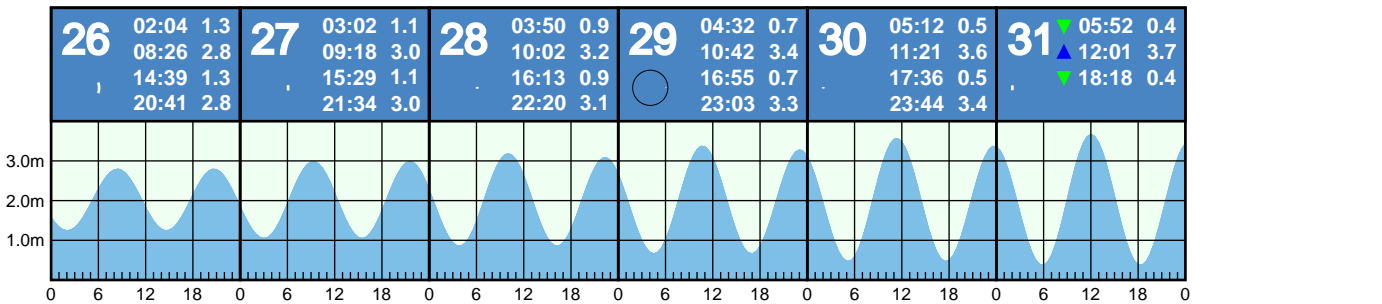 26 02:04 1.3
08:26 2.8
14:39 1.3
20:41 2.8
27 03:02 1.1
09:18 3.0
15:29 1.1
21:34 3.0
28 03:50 0.9
10:02 3.2
16:13 0.9
22:20 3.1
29 04:32 0.7
10:42 3.4
16:55 0.7
23:03 3.3
30 05:12 0.5
11:21 3.6
17:36 0.5
23:44 3.4
31 ▼ 05:52 0.4
▲ 12:01 3.7
▼ 18:18 0.4
3.0m
2.0m
1.0m
0 6 12 18 0 6 12 18 0 6 12 18 0 6 12 18 0 6 12 18 0 6 12 18 0